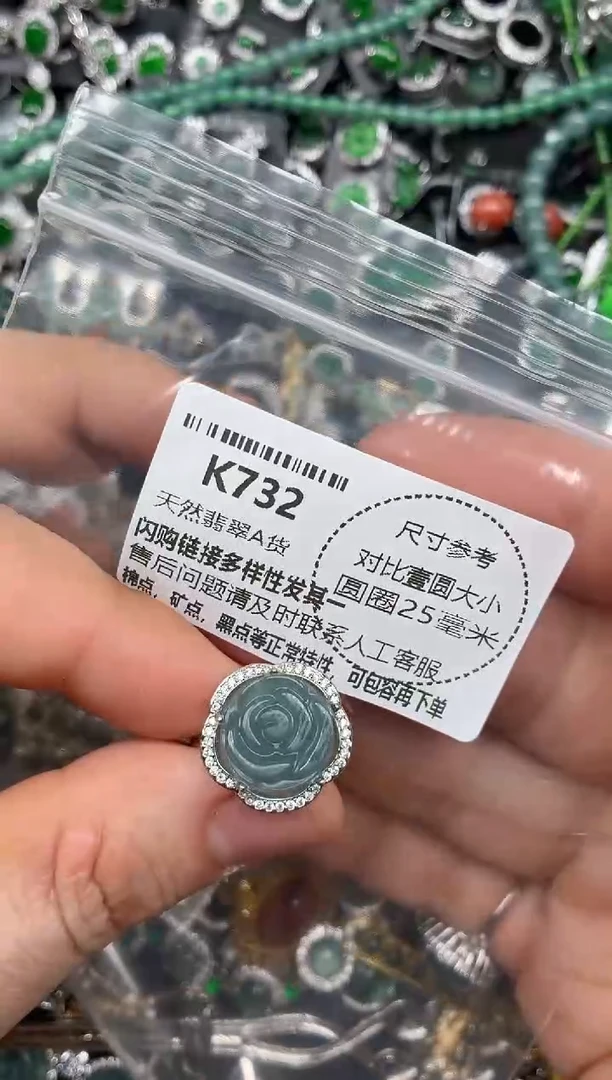 K732
天然翡翠A货
闪购链接多样性发其一
售后问题请及时联系人工客服
棉点，矿点，黑点等正常特性，可包容再下单
尺寸参考
对比壹圆大小
圆圈25毫米